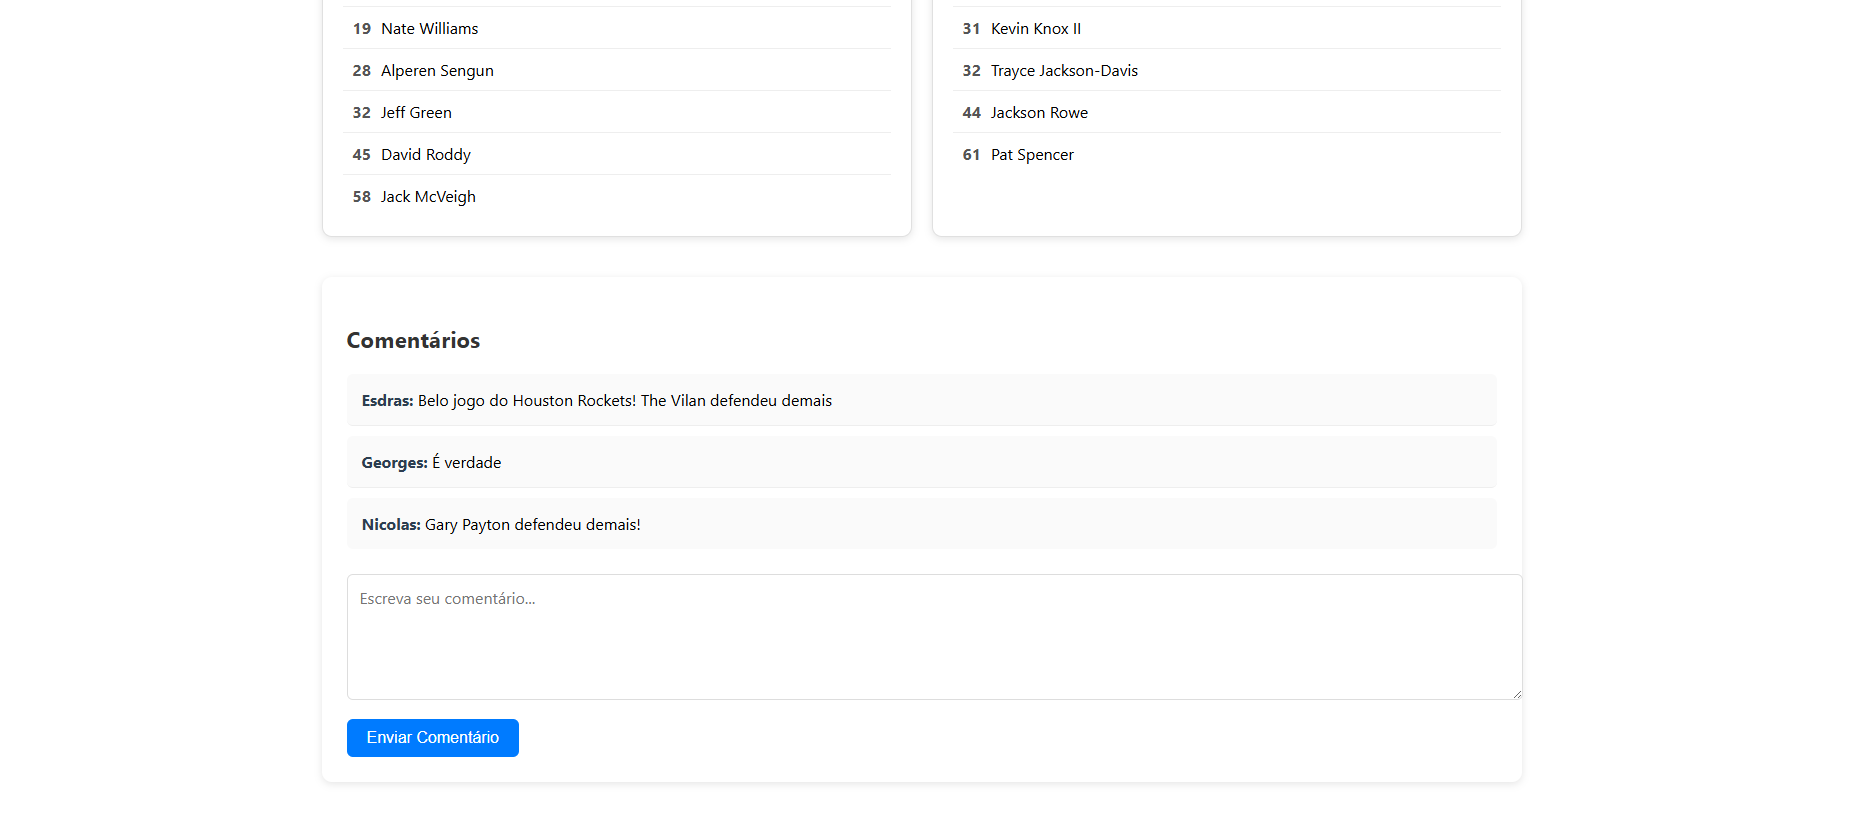 19 Nate Williams
28 Alperen Sengun
32 Jeff Green
45 David Roddy
58 Jack McVeigh
31 Kevin Knox II
32 Trayce Jackson-Davis
44 Jackson Rowe
61 Pat Spencer
Comentários
Esdras: Belo jogo do Houston Rockets! The Vilan defendeu demais
Georges: É verdade
Nicolas: Gary Payton defendeu demais!
Escreva seu comentário...
Enviar Comentário